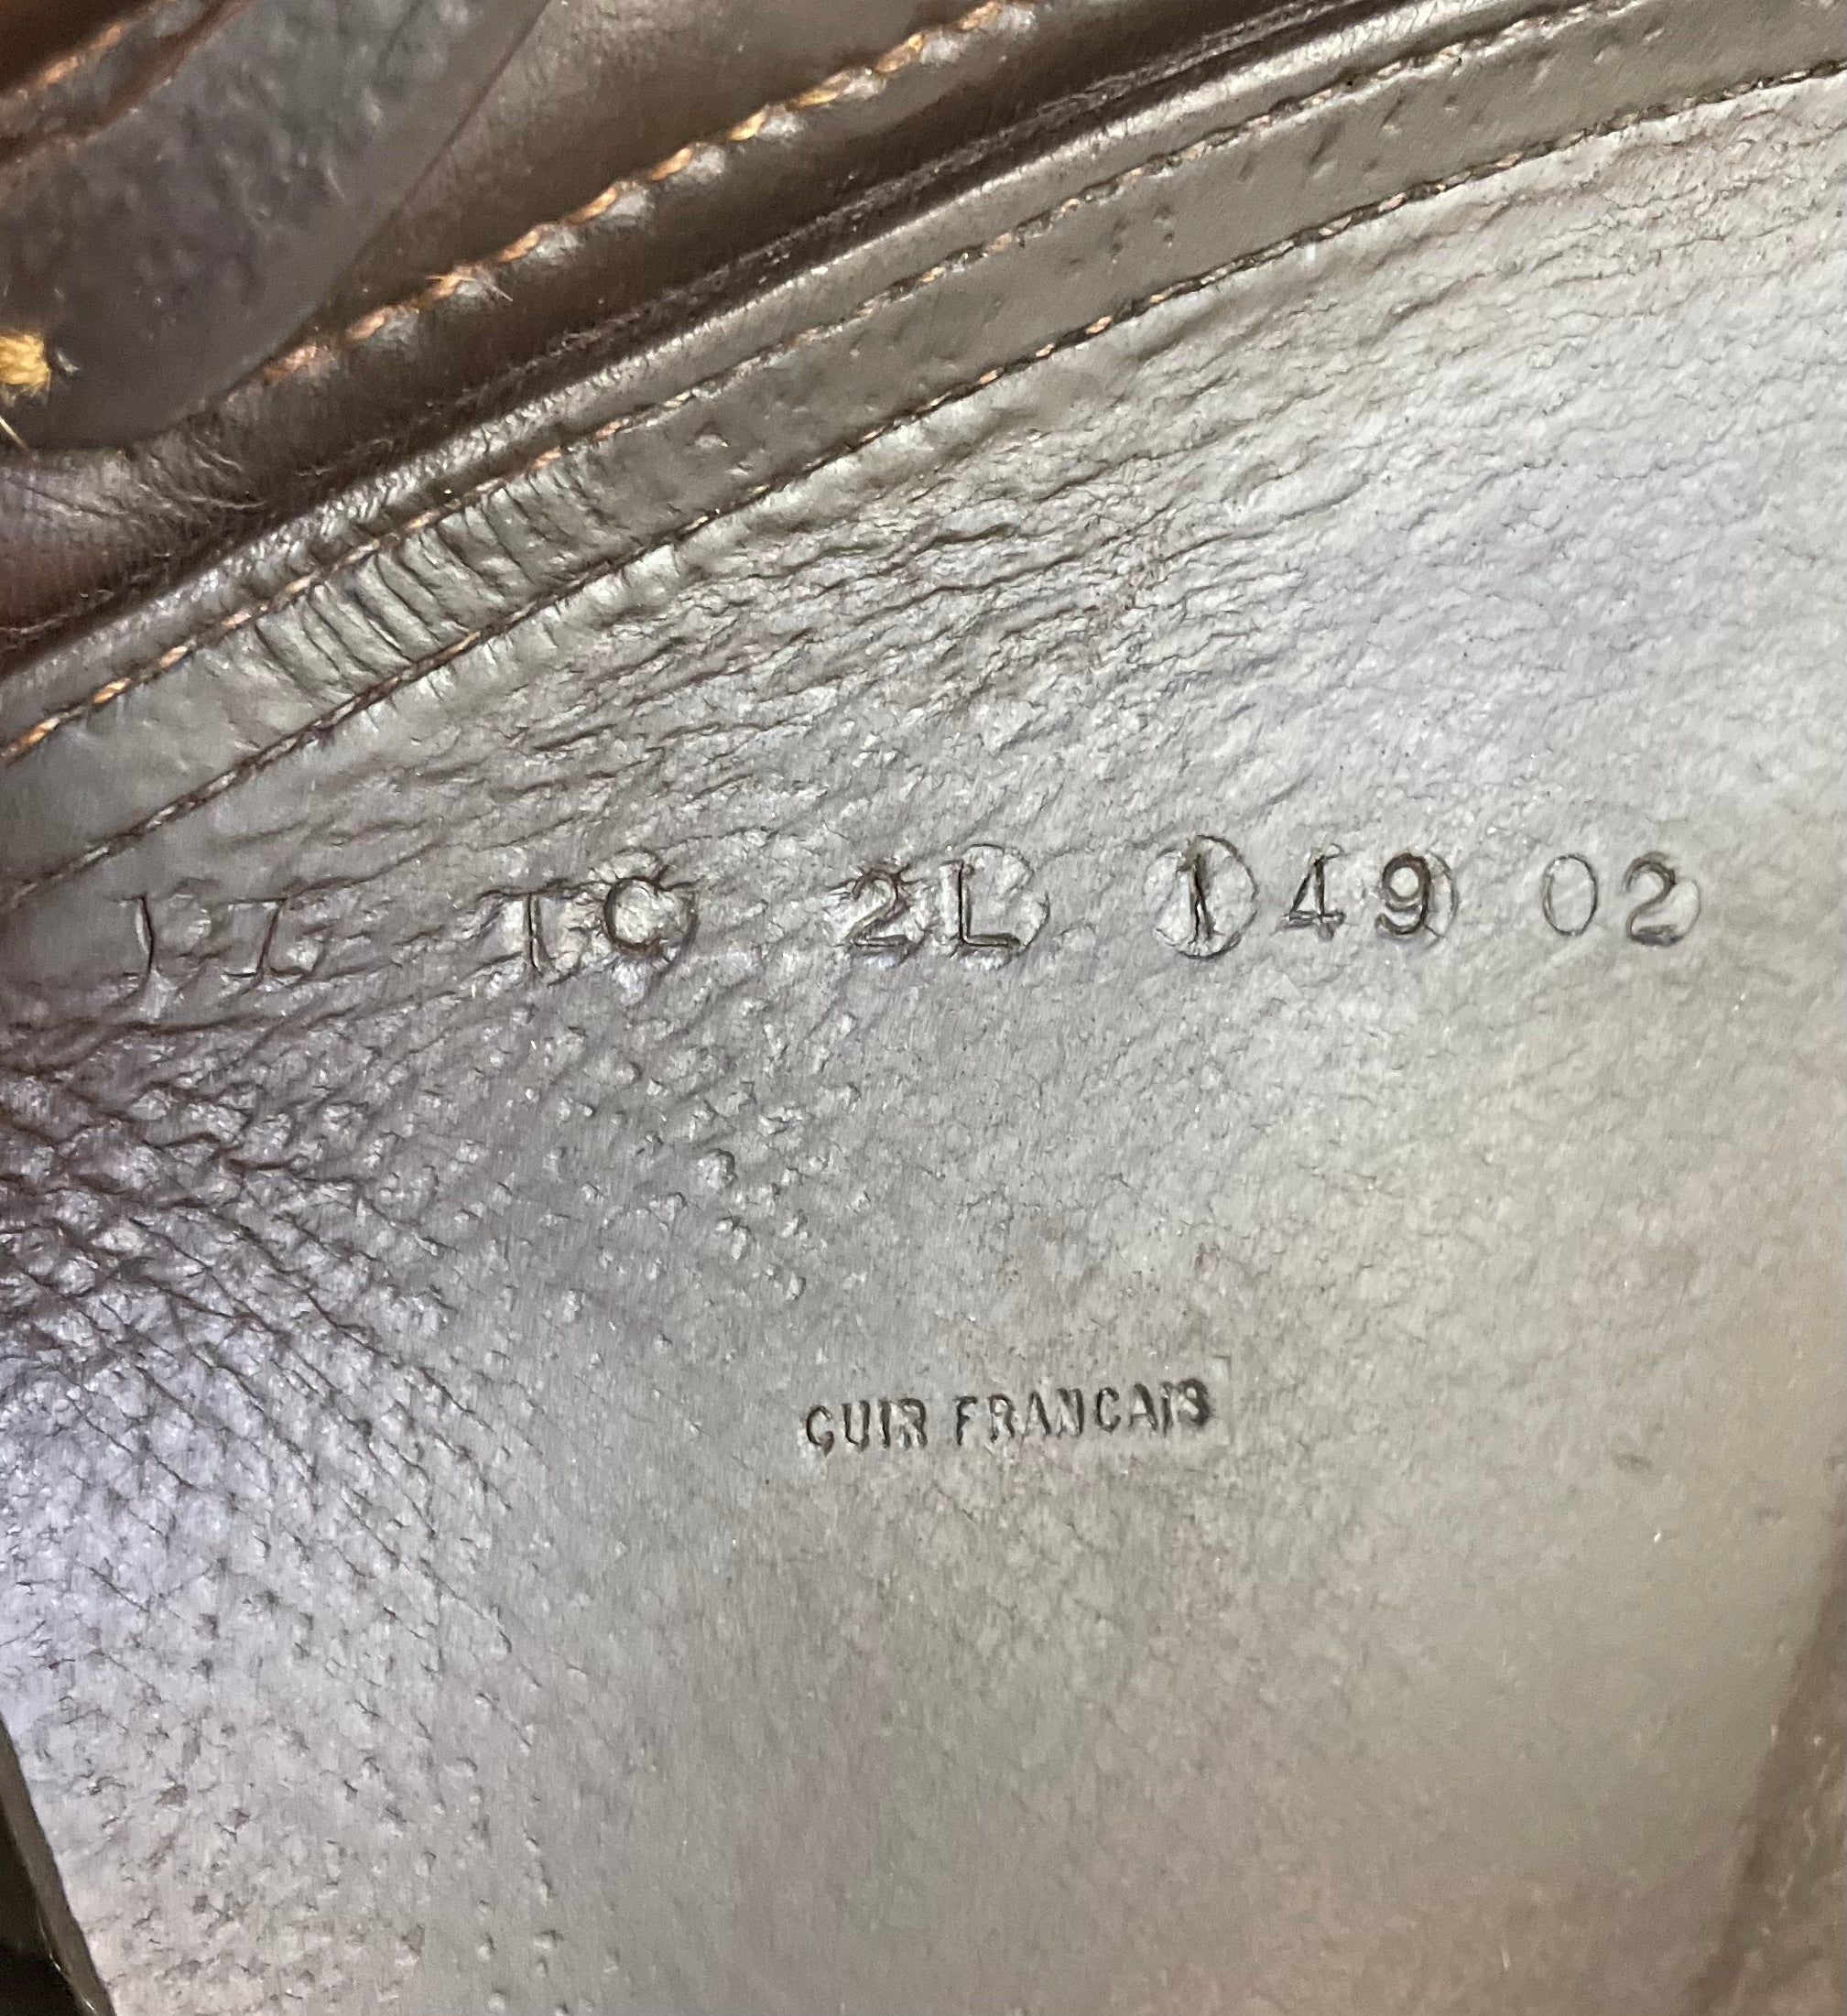 TC 2L 149 02
CUIR FRANCAIS